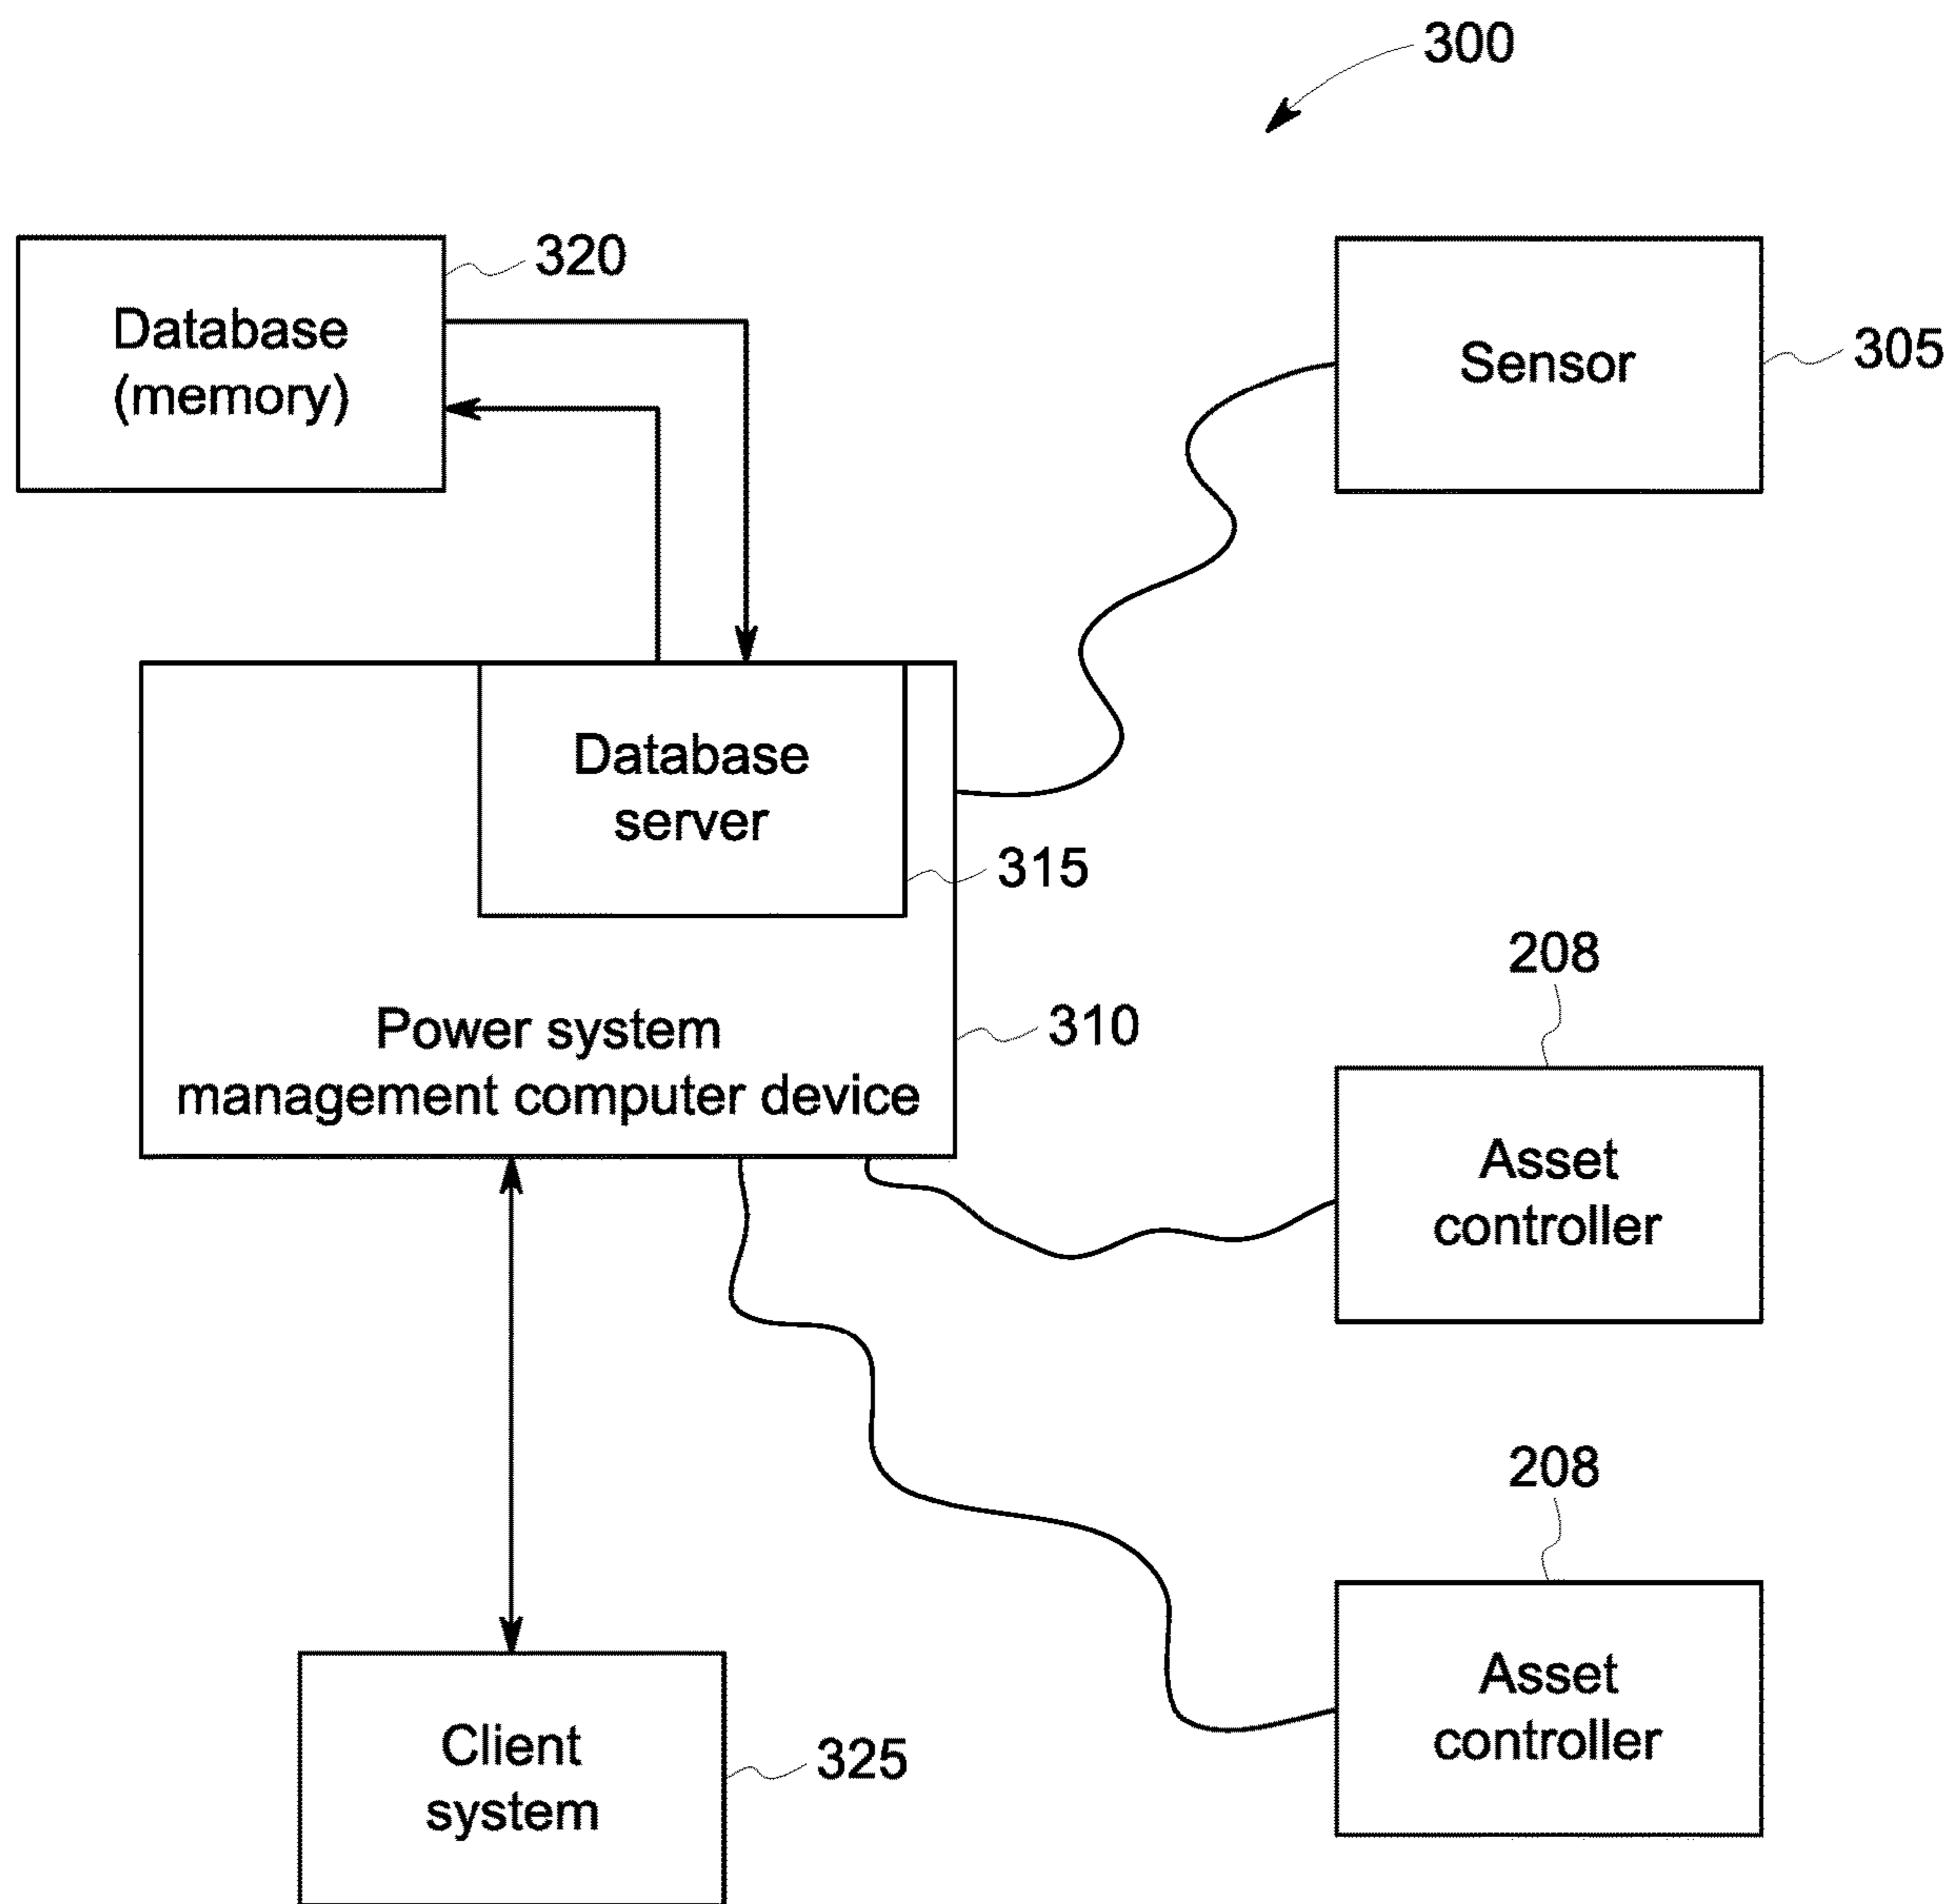 300
320
Database
(memory)
Sensor
305
Database
server
315
208
Power system
management computer device
310
Asset
controller
208
Client
system
325
Asset
controller